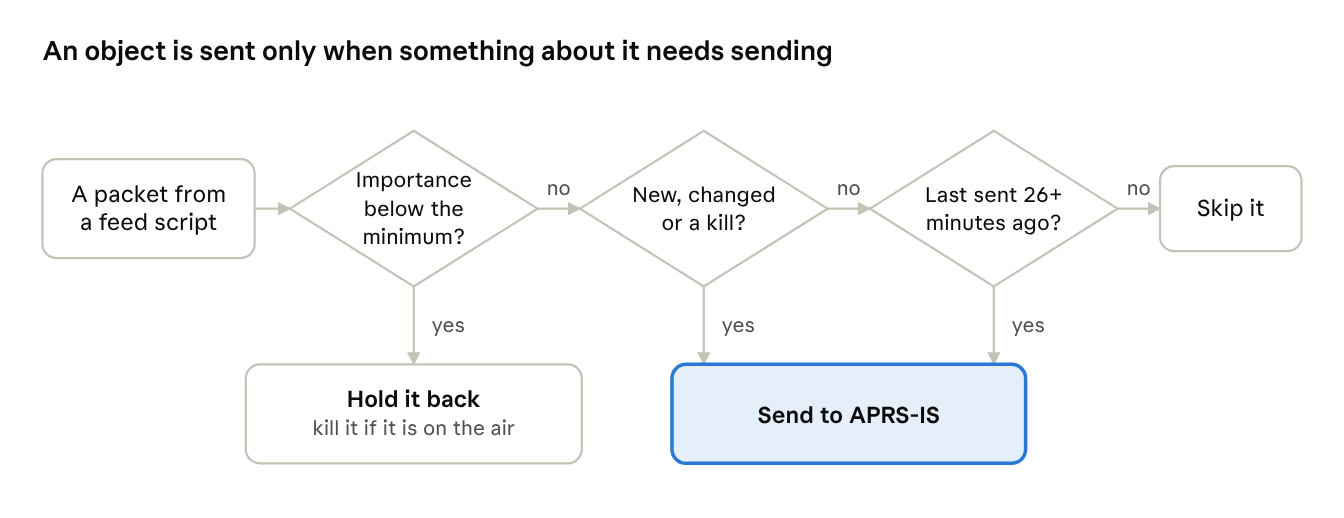 An object is sent only when something about it needs sending
A packet from
a feed script
Importance
below the
minimum?
no
New, changed
or a kill?
no
Last sent 26+
minutes ago?
no
Skip it
yes
yes
yes
Hold it back
kill it if it is on the air
Send to APRS-IS